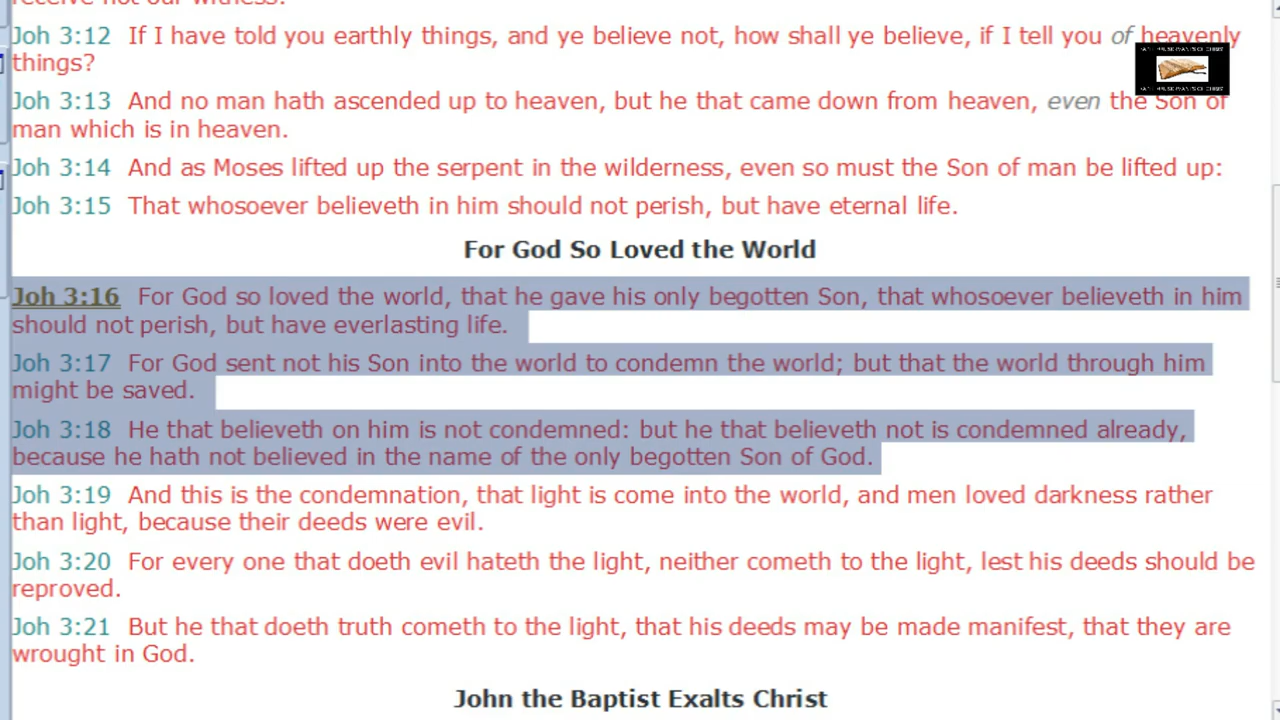 receive not our witness.
Joh 3:12 If I have told you earthly things, and ye believe not, how shall ye believe, if I tell you of heavenly
things?
Joh 3:13 And no man hath ascended up to heaven, but he that came down from heaven, even the Son of
man which is in heaven.
Joh 3:14 And as Moses lifted up the serpent in the wilderness, even so must the Son of man be lifted up:
Joh 3:15 That whosoever believeth in him should not perish, but have eternal life.
For God So Loved the World
Joh 3:16 For God so loved the world, that he gave his only begotten Son, that whosoever believeth in him
should not perish, but have everlasting life.
Joh 3:17 For God sent not his Son into the world to condemn the world; but that the world through him
might be saved.
Joh 3:18 He that believeth on him is not condemned: but he that believeth not is condemned already,
because he hath not believed in the name of the only begotten Son of God.
Joh 3:19 And this is the condemnation, that light is come into the world, and men loved darkness rather
than light, because their deeds were evil.
Joh 3:20 For every one that doeth evil hateth the light, neither cometh to the light, lest his deeds should be
reproved.
Joh 3:21 But he that doeth truth cometh to the light, that his deeds may be made manifest, that they are
wrought in God.
John the Baptist Exalts Christ